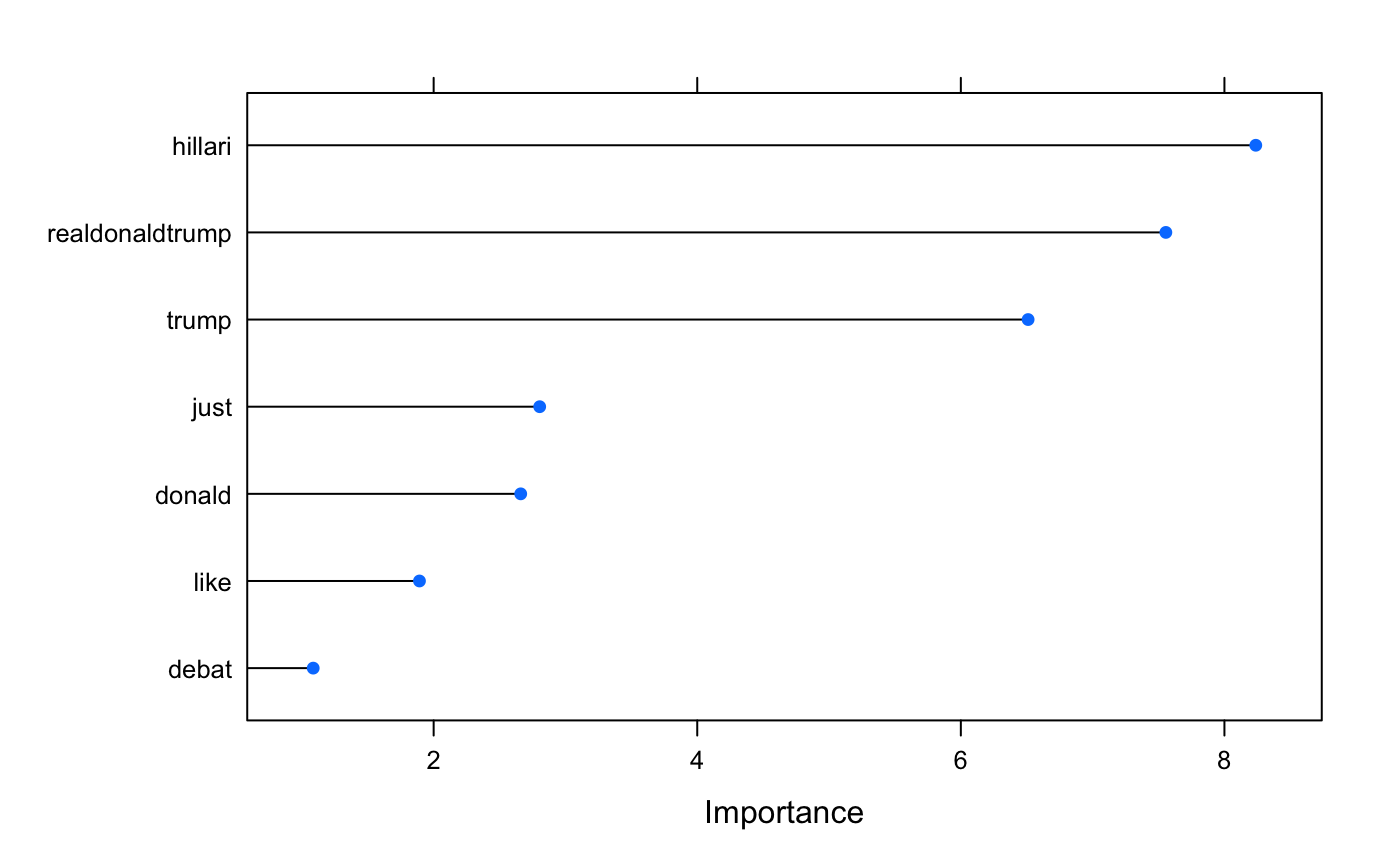 hillari
realdonaldtrump
trump
just
donald
like
debat
2 4 6 8
Importance